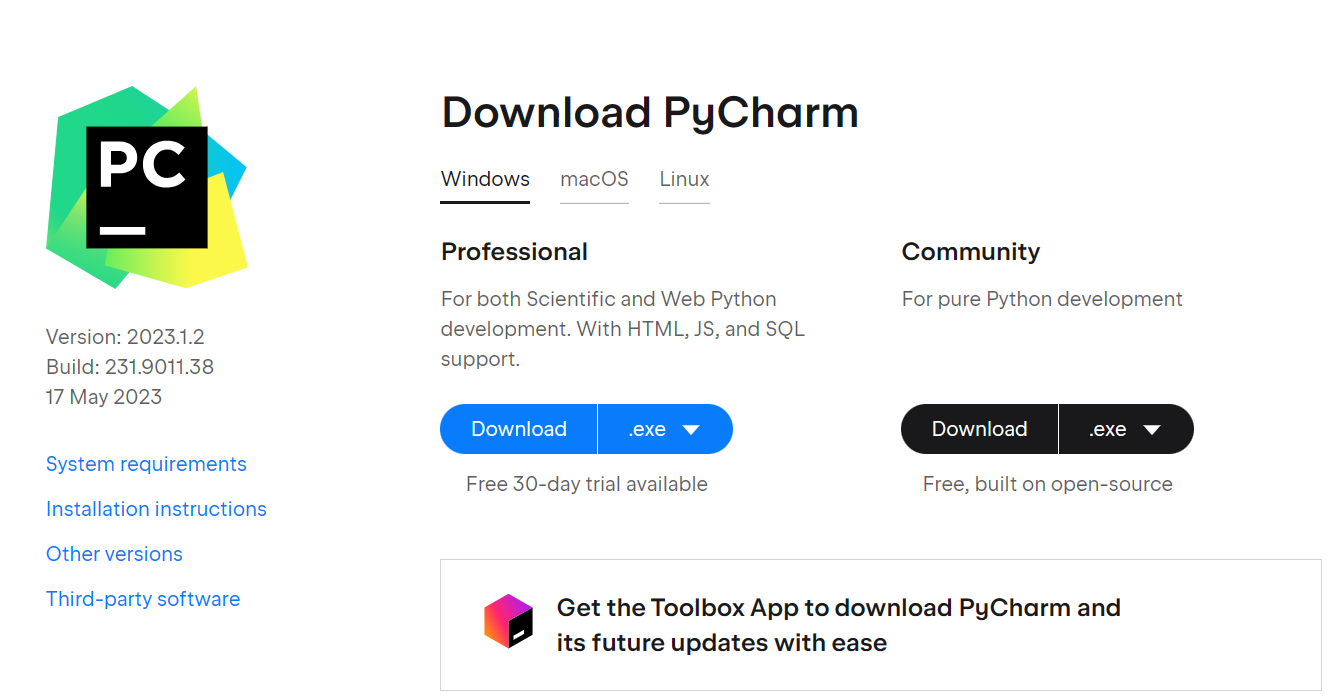 PC
Version: 2023.1.2
Build: 231.9011.38
17 May 2023
System requirements
Installation instructions
Other versions
Third-party software
Download PyCharm
Windows macOS Linux
Professional
For both Scientific and Web Python
development. With HTML, JS, and SQL
support.
Download .exe
Free 30-day trial available
Community
For pure Python development
Download .exe
Free, built on open-source
Get the Toolbox App to download PyCharm and
its future updates with ease